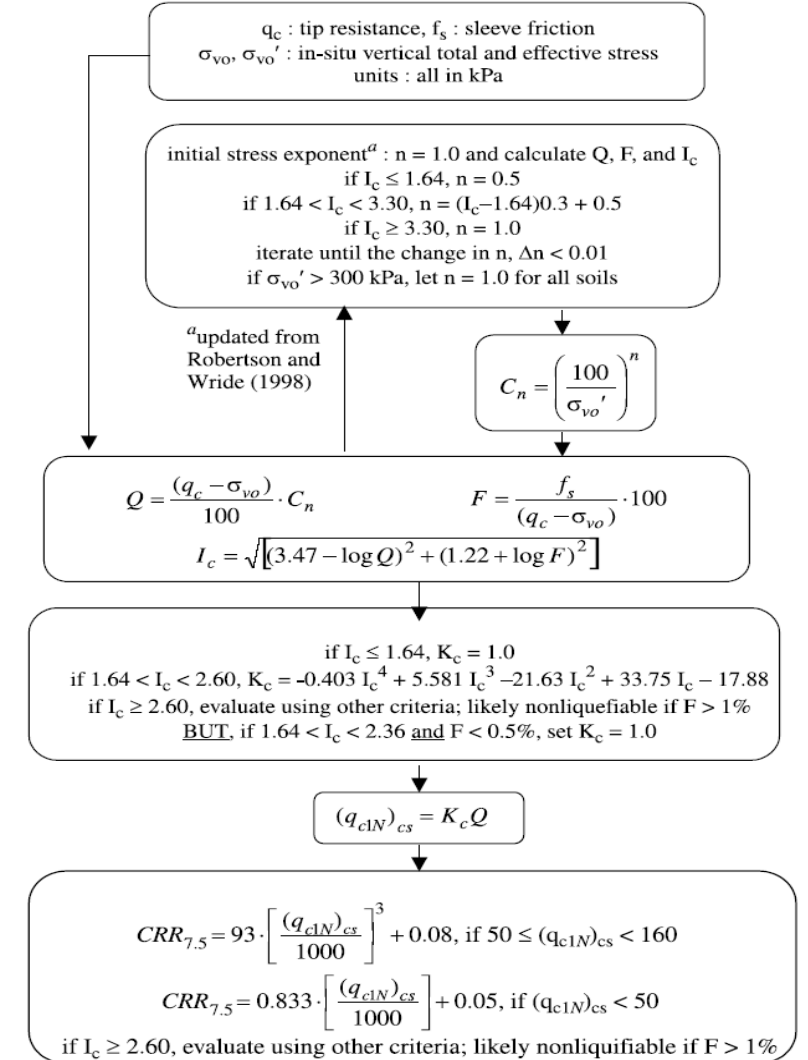 q_c : tip resistance, f_s : sleeve friction
σ_vo, σ_vo′ : in-situ vertical total and effective stress
units : all in kPa
initial stress exponent^a : n = 1.0 and calculate Q, F, and I_c
if I_c ≤ 1.64, n = 0.5
if 1.64 < I_c < 3.30, n = (I_c−1.64)0.3 + 0.5
if I_c ≥ 3.30, n = 1.0
iterate until the change in n, Δn < 0.01
if σ_vo′ > 300 kPa, let n = 1.0 for all soils
^a updated from
Robertson and
Wride (1998)
C_n = (100 / σ_vo′)^n
Q = (q_c − σ_vo) / 100 · C_n
F = f_s / (q_c − σ_vo) · 100
I_c = √[(3.47 − log Q)^2 + (1.22 + log F)^2]
if I_c ≤ 1.64, K_c = 1.0
if 1.64 < I_c < 2.60, K_c = -0.403 I_c^4 + 5.581 I_c^3 −21.63 I_c^2 + 33.75 I_c − 17.88
if I_c ≥ 2.60, evaluate using other criteria; likely nonliquefiable if F > 1%
BUT, if 1.64 < I_c < 2.36 and F < 0.5%, set K_c = 1.0
(q_c1N)_cs = K_c Q
CRR_7.5 = 93 · [(q_c1N)_cs / 1000]^3 + 0.08, if 50 ≤ (q_c1N)_cs < 160
CRR_7.5 = 0.833 · [(q_c1N)_cs / 1000] + 0.05, if (q_c1N)_cs < 50
if I_c ≥ 2.60, evaluate using other criteria; likely nonliquifiable if F > 1%